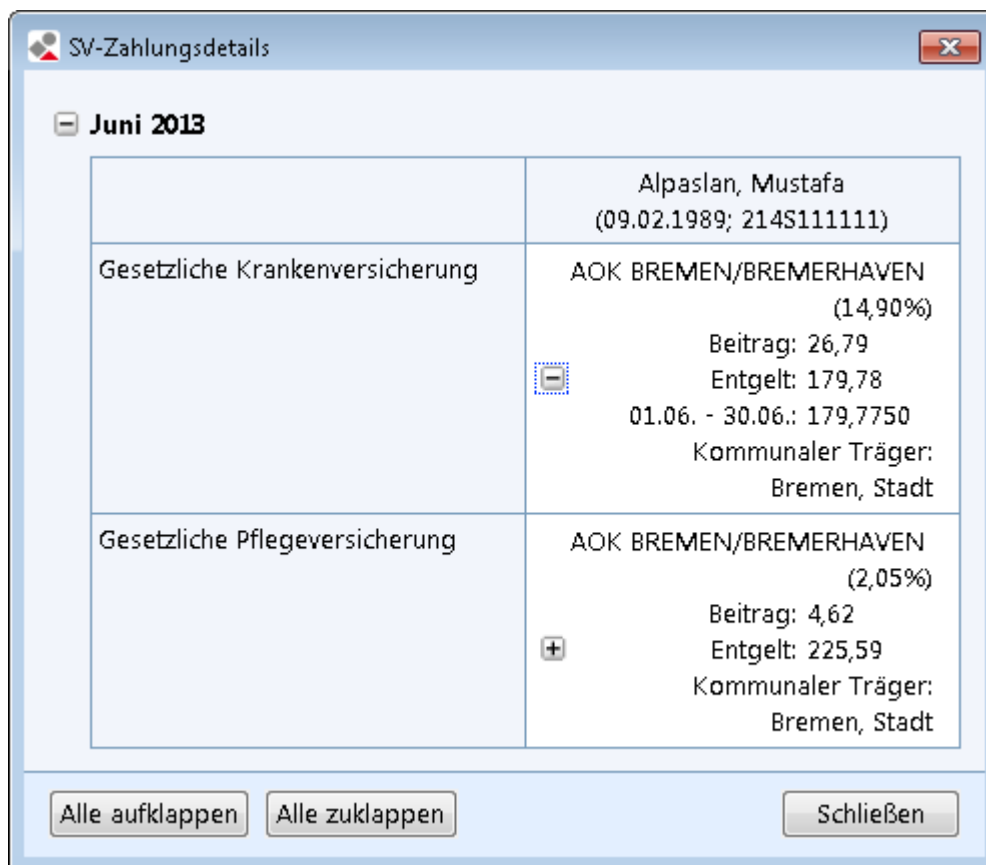 SV-Zahlungsdetails
Juni 2013
Alpaslan, Mustafa
(09.02.1989; 214S111111)
Gesetzliche Krankenversicherung
AOK BREMEN/BREMERHAVEN
(14,90%)
Beitrag: 26,79
Entgelt: 179,78
01.06. - 30.06.: 179,7750
Kommunaler Träger:
Bremen, Stadt
Gesetzliche Pflegeversicherung
AOK BREMEN/BREMERHAVEN
(2,05%)
Beitrag: 4,62
Entgelt: 225,59
Kommunaler Träger:
Bremen, Stadt
Alle aufklappen
Alle zuklappen
Schließen